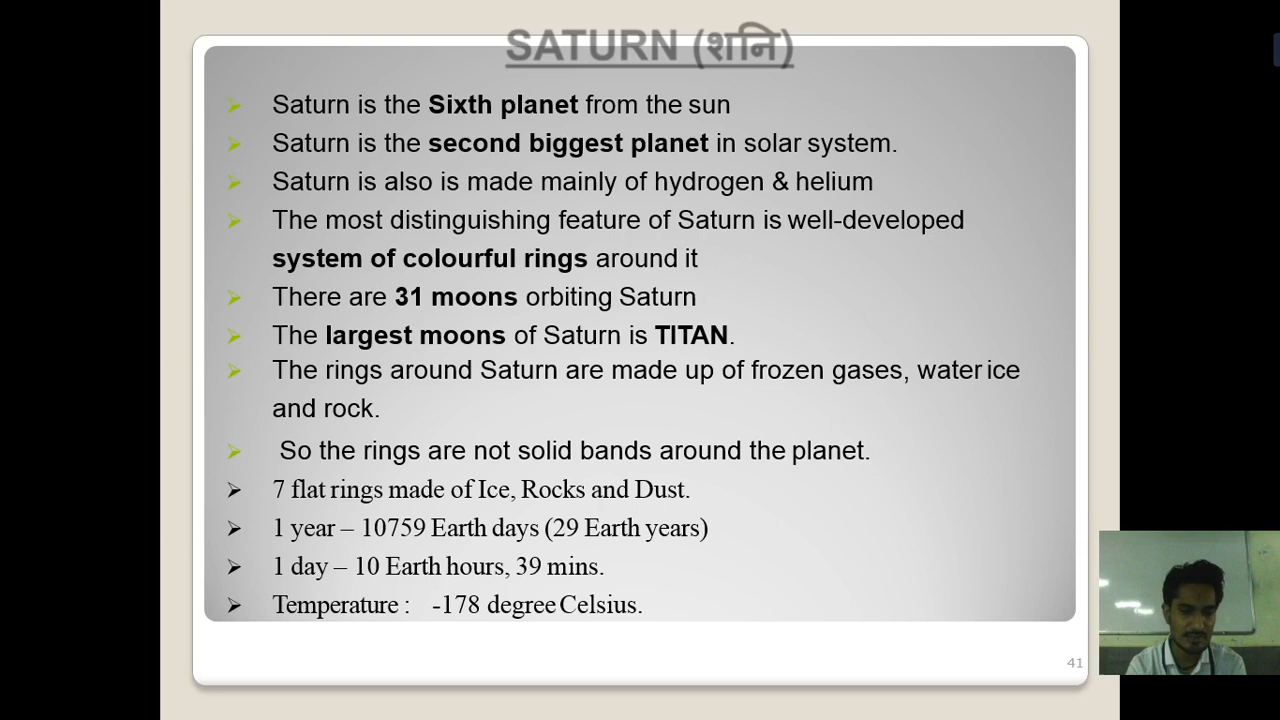 SATURN (शनि)
Saturn is the Sixth planet from the sun
Saturn is the second biggest planet in solar system.
Saturn is also is made mainly of hydrogen & helium
The most distinguishing feature of Saturn is well-developed
system of colourful rings around it
There are 31 moons orbiting Saturn
The largest moons of Saturn is TITAN.
The rings around Saturn are made up of frozen gases, water ice
and rock.
So the rings are not solid bands around the planet.
7 flat rings made of Ice, Rocks and Dust.
1 year – 10759 Earth days (29 Earth years)
1 day – 10 Earth hours, 39 mins.
Temperature : -178 degree Celsius.
41